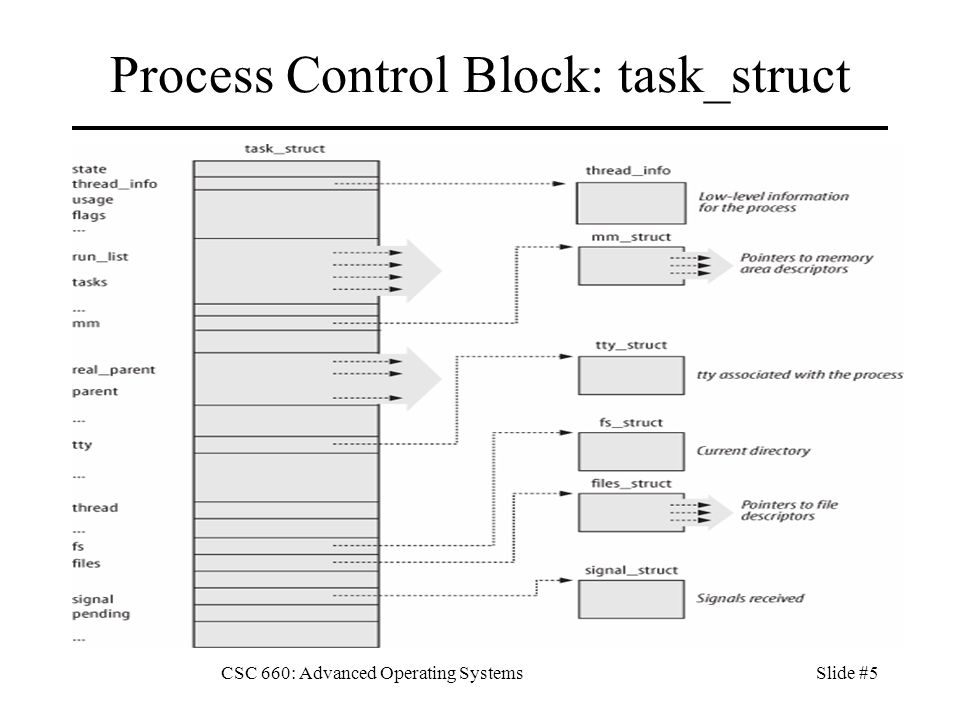 Process Control Block: task_struct
task_struct
state
thread_info
usage
flags
...
run_list
tasks
...
mm
real_parent
parent
...
tty
...
thread
...
fs
files
signal
pending
...
thread_info
Low-level information
for the process
mm_struct
Pointers to memory
area descriptors
tty_struct
tty associated with the process
fs_struct
Current directory
files_struct
Pointers to file
descriptors
signal_struct
Signals received
CSC 660: Advanced Operating Systems
Slide #5